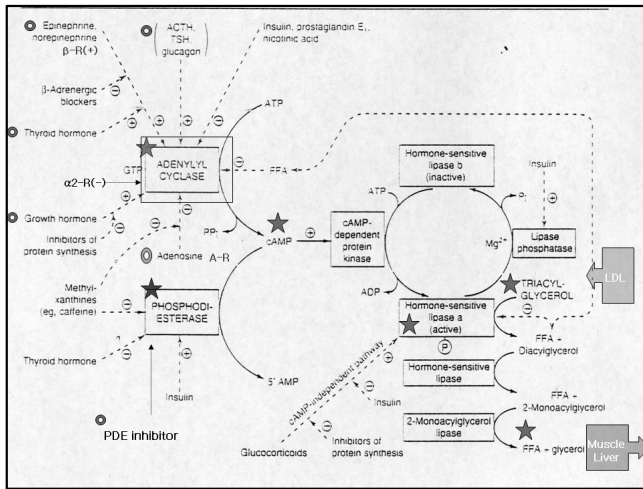 Epinephrine,
norepinephrine
β-R(+)
ACTH,
TSH,
glucagon
Insulin, prostaglandin E₁,
nicotinic acid
β-Adrenergic
blockers
Thyroid hormone
α2-R(-)
Growth hormone
Inhibitors of
protein synthesis
GTP
ADENYLYL
CYCLASE
ATP
FFA
PPᵢ
cAMP
Adenosine A-R
Methyl-
xanthines
(eg, caffeine)
PHOSPHODI-
ESTERASE
Thyroid hormone
Insulin
5' AMP
PDE inhibitor
cAMP-
dependent
protein
kinase
Hormone-sensitive
lipase b
(inactive)
ATP
ADP
Pᵢ
Mg²⁺
Insulin
Lipase
phosphatase
Hormone-sensitive
lipase a
(active)
P
TRIACYL-
GLYCEROL
LDL
FFA +
Diacylglycerol
Hormone-sensitive
lipase
FFA +
2-Monoacylglycerol
2-Monoacylglycerol
lipase
FFA + glycerol
Muscle
Liver
cAMP-independent pathway
Insulin
Inhibitors of
protein synthesis
Glucocorticoids